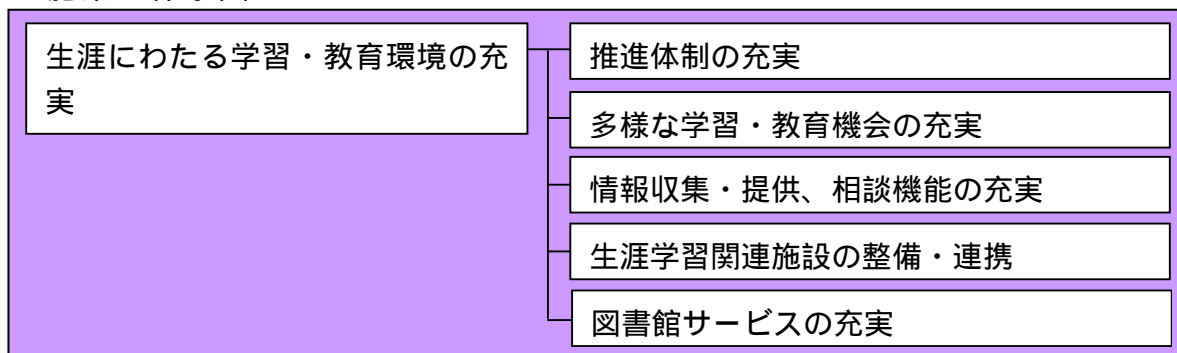 生涯にわたる学習・教育環境の充
実
推進体制の充実
多様な学習・教育機会の充実
情報収集・提供、相談機能の充実
生涯学習関連施設の整備・連携
図書館サービスの充実